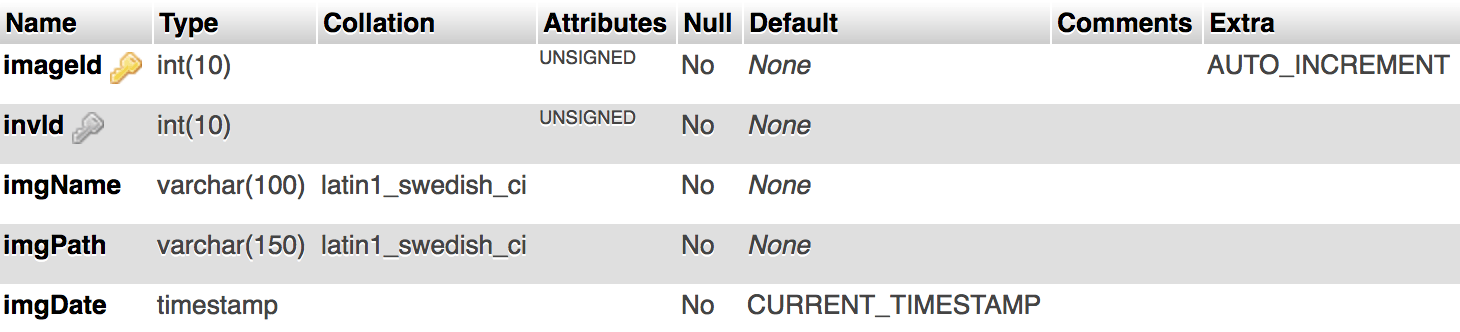 Name Type Collation Attributes Null Default Comments Extra
imageId int(10) UNSIGNED No None AUTO_INCREMENT
invId int(10) UNSIGNED No None
imgName varchar(100) latin1_swedish_ci No None
imgPath varchar(150) latin1_swedish_ci No None
imgDate timestamp No CURRENT_TIMESTAMP